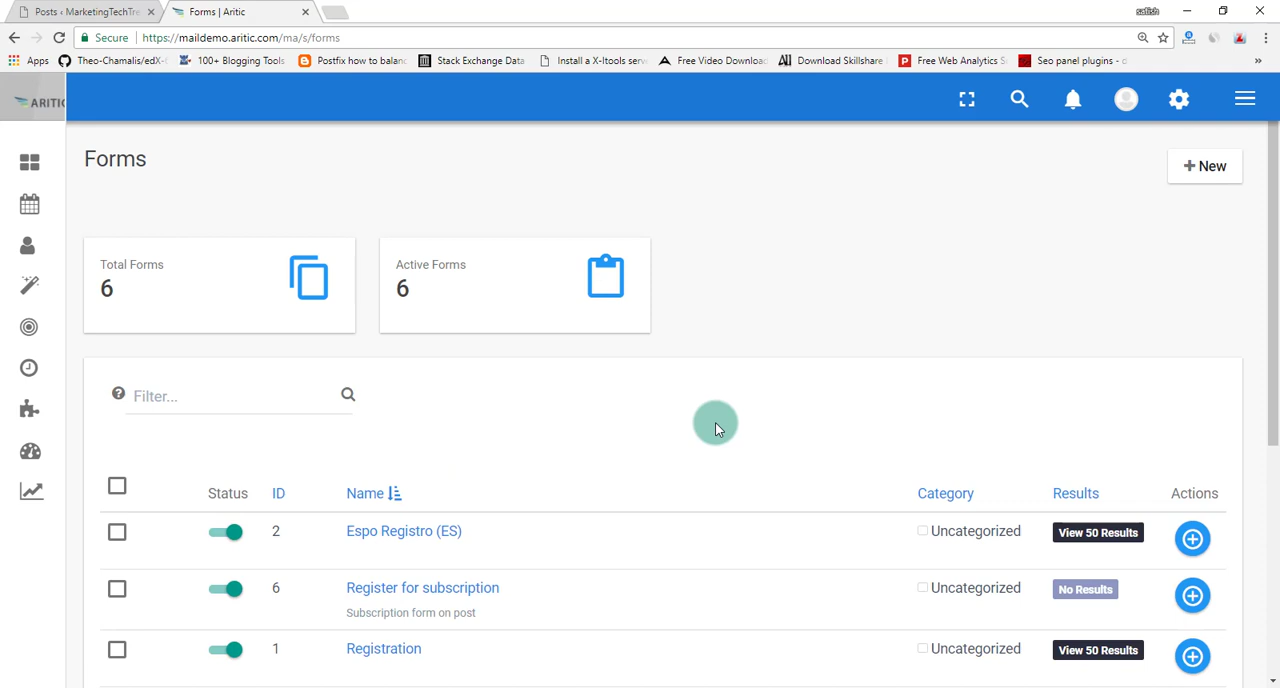 Posts ‹ MarketingTechTre
Forms | Aritic
satish
Secure
https://maildemo.aritic.com/ma/s/forms
Apps
Theo-Chamalis/edX-
100+ Blogging Tools
Postfix how to balanc
Stack Exchange Data
Install a X-Itools serve
Free Video Download
Download Skillshare
Free Web Analytics S
Seo panel plugins - d
»
ARITIC
Forms
+ New
Total Forms
6
Active Forms
6
Filter...
Status ID Name Category Results Actions
2 Espo Registro (ES) Uncategorized View 50 Results
6 Register for subscription Uncategorized No Results
Subscription form on post
1 Registration Uncategorized View 50 Results